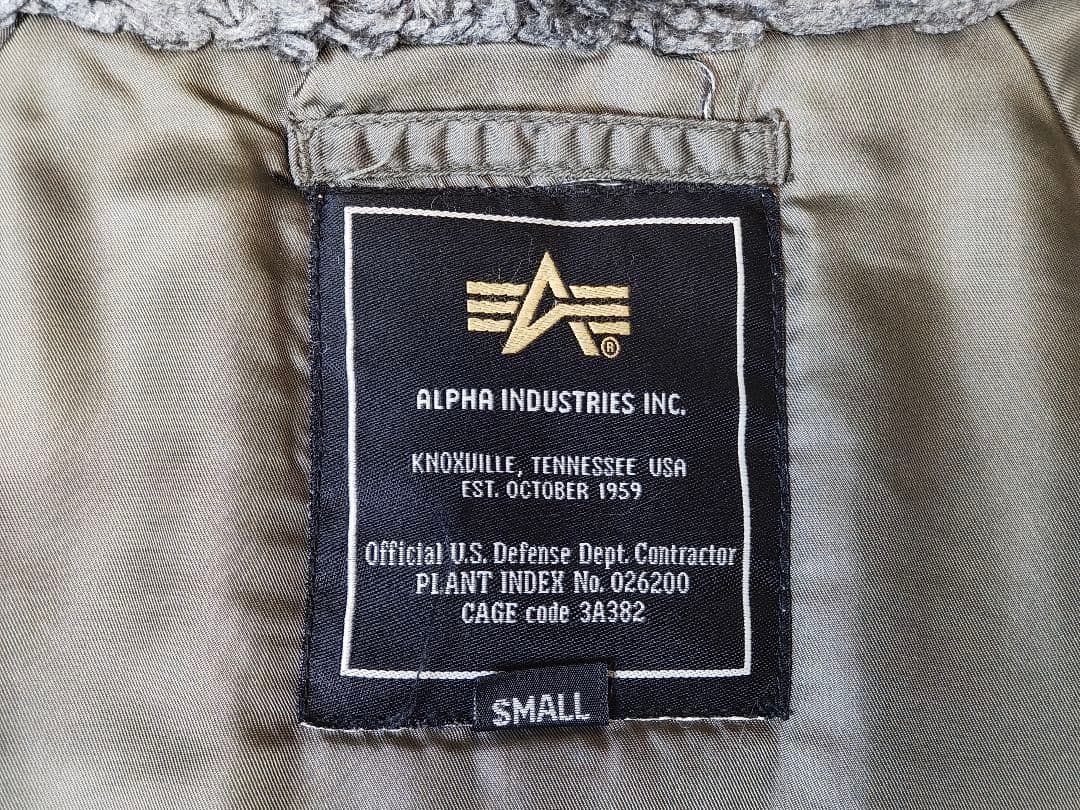 ®
ALPHA INDUSTRIES INC.
KNOXVILLE, TENNESSEE USA
EST. OCTOBER 1959
Official U.S. Defense Dept. Contractor
PLANT INDEX No. 026200
CAGE code 3A382
SMALL